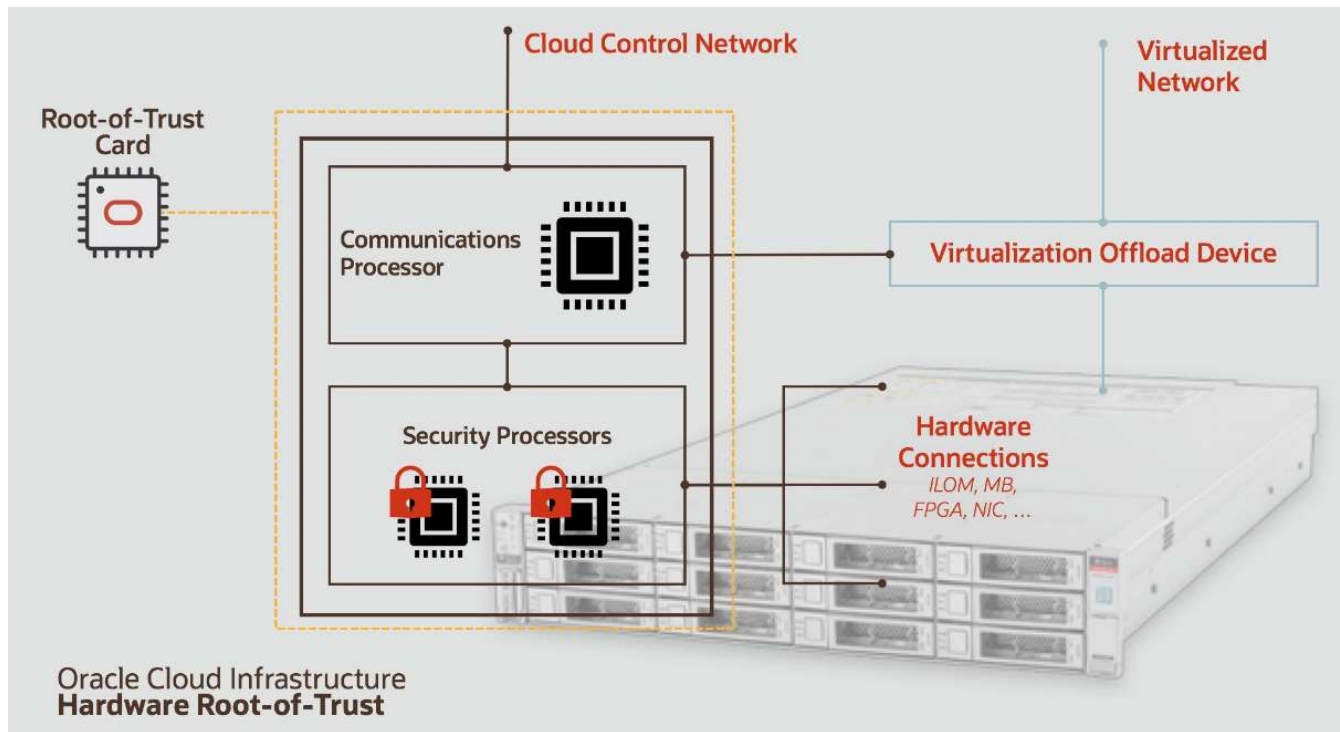 Cloud Control Network
Virtualized
Network
Root-of-Trust
Card
Communications
Processor
Virtualization Offload Device
Security Processors
Hardware
Connections
ILOM, MB,
FPGA, NIC, ...
Oracle Cloud Infrastructure
Hardware Root-of-Trust